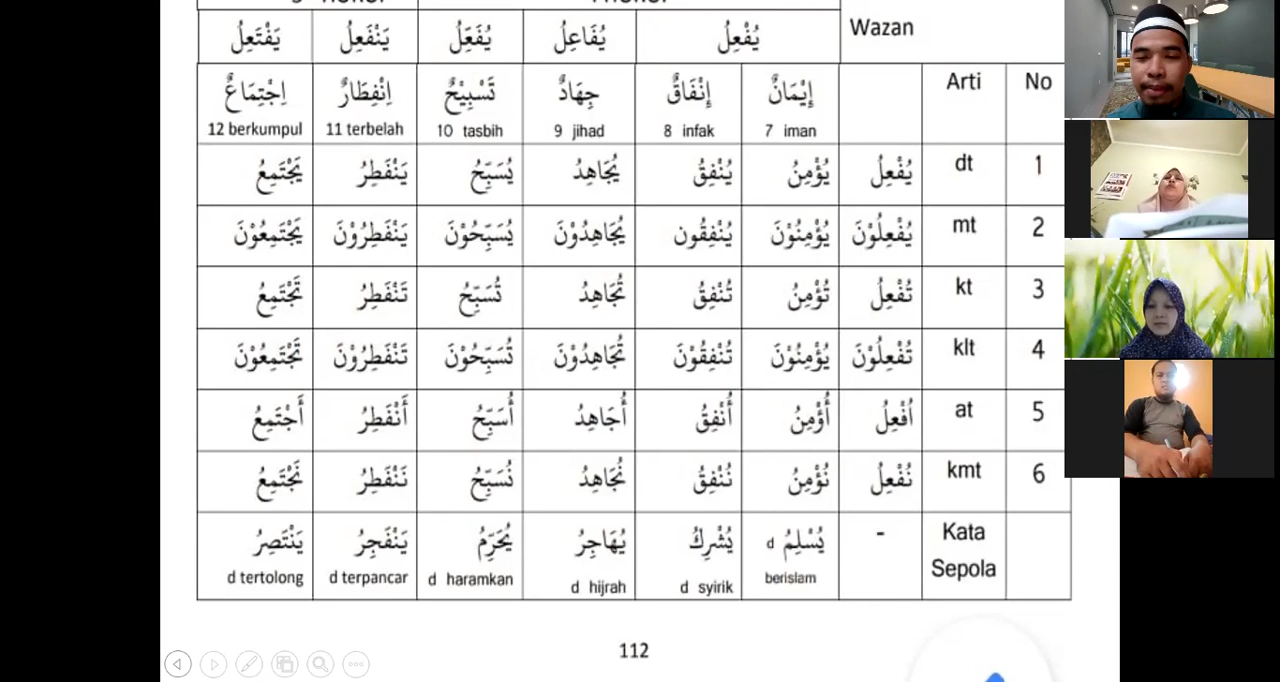 Wazan يُفْعِلُ يُفَاعِلُ يُفَعِّلُ يَنْفَعِلُ يَفْتَعِلُ
No Arti إِيْمَانٌ إِنْفَاقٌ جِهَادٌ تَسْبِيْحٌ اِنْفِطَارٌ اِجْتِمَاعٌ
7 iman 8 infak 9 jihad 10 tasbih 11 terbelah 12 berkumpul
1 dt يُفْعِلُ يُؤْمِنُ يُنْفِقُ يُجَاهِدُ يُسَبِّحُ يَنْفَطِرُ يَجْتَمِعُ
2 mt يُفْعِلُوْنَ يُؤْمِنُوْنَ يُنْفِقُون يُجَاهِدُوْنَ يُسَبِّحُوْنَ يَنْفَطِرُوْنَ يَجْتَمِعُوْنَ
3 kt تُفْعِلُ تُؤْمِنُ تُنْفِقُ تُجَاهِدُ تُسَبِّحُ تَنْفَطِرُ تَجْتَمِعُ
4 klt تُفْعِلُوْنَ يُؤْمِنُوْنَ تُنْفِقُوْنَ تُجَاهِدُوْنَ تُسَبِّحُوْنَ تَنْفَطِرُوْنَ تَجْتَمِعُوْنَ
5 at اُفْعِلُ أُؤْمِنُ أُنْفِقُ أُجَاهِدُ أُسَبِّحُ أَنْفَطِرُ أَجْتَمِعُ
6 kmt نُفْعِلُ نُؤْمِنُ نُنْفِقُ نُجَاهِدُ نُسَبِّحُ نَنْفَطِرُ نَجْتَمِعُ
Kata - يُسْلِمُ d يُشْرِكُ يُهَاجِرُ يُحَرِّمُ يَنْفَجِرُ يَنْتَصِرُ
Sepola berislam d syirik d hijrah d haramkan d terpancar d tertolong
112